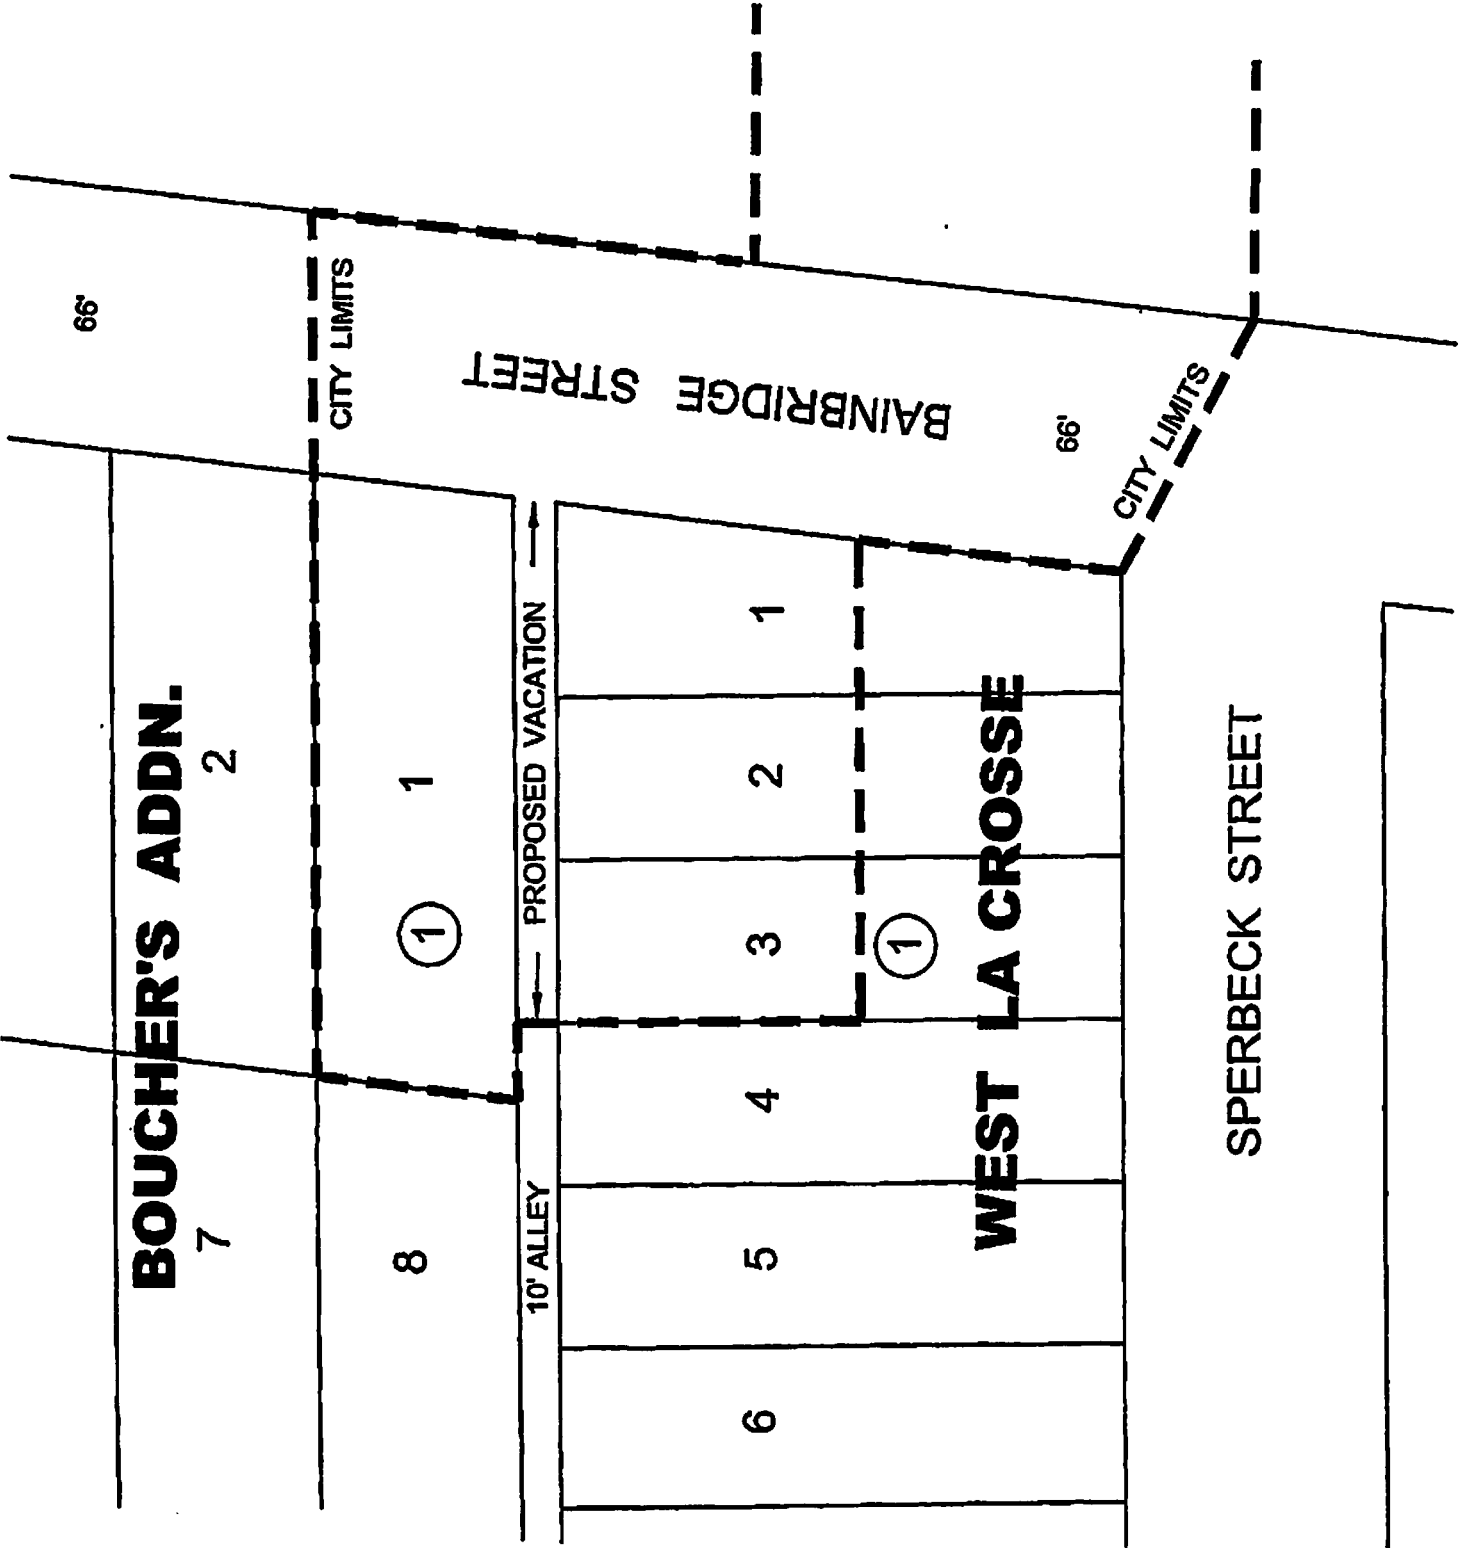 BOUCHER'S ADDN.
7
2
8
1
1
10' ALLEY
PROPOSED VACATION
6
5
4
3
2
1
1
WEST LA CROSSE
SPERBECK STREET
66'
CITY LIMITS
BAINBRIDGE STREET
66'
CITY LIMITS